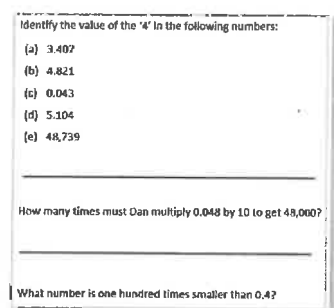 Identify the value of the '4' in the following numbers:
(a) 3.407
(b) 4.821
(c) 0.043
(d) 5.104
(e) 48,739
How many times must Dan multiply 0.048 by 10 to get 48,000?
What number is one hundred times smaller than 0.4?